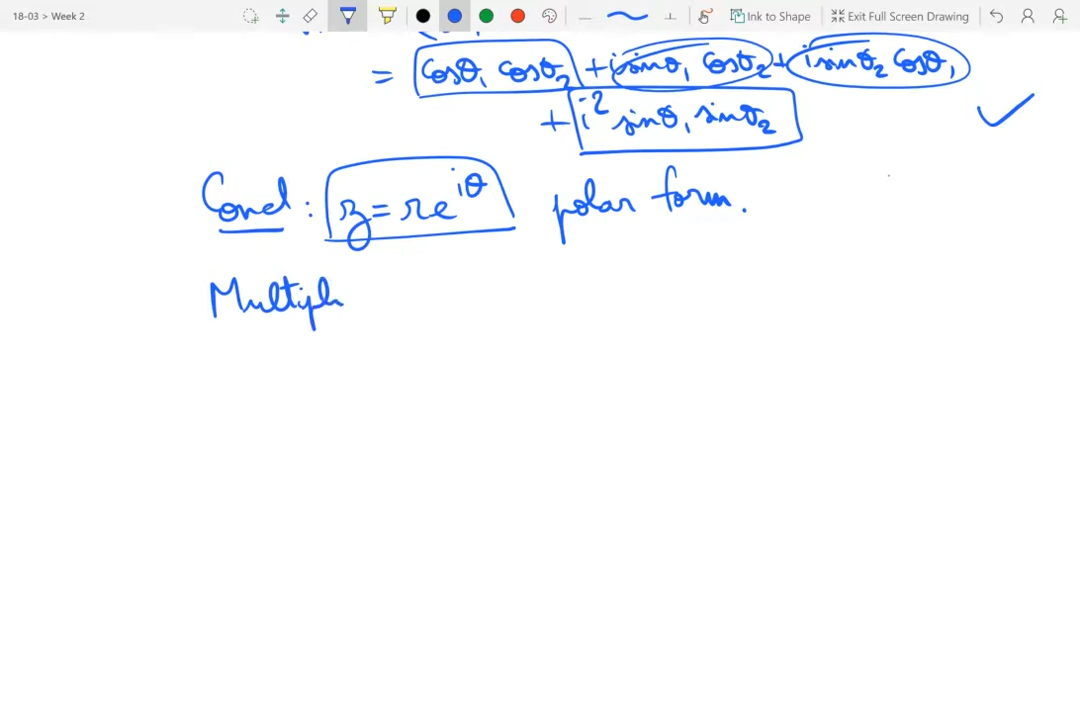 18-03 > Week 2
Ink to Shape
Exit Full Screen Drawing
= cosθ₁ cosθ₂ + i sinθ₁ cosθ₂ + i sinθ₂ cosθ₁
+ i² sinθ₁ sinθ₂ ✓
Concl: z = re^{iθ} polar form.
Multipli